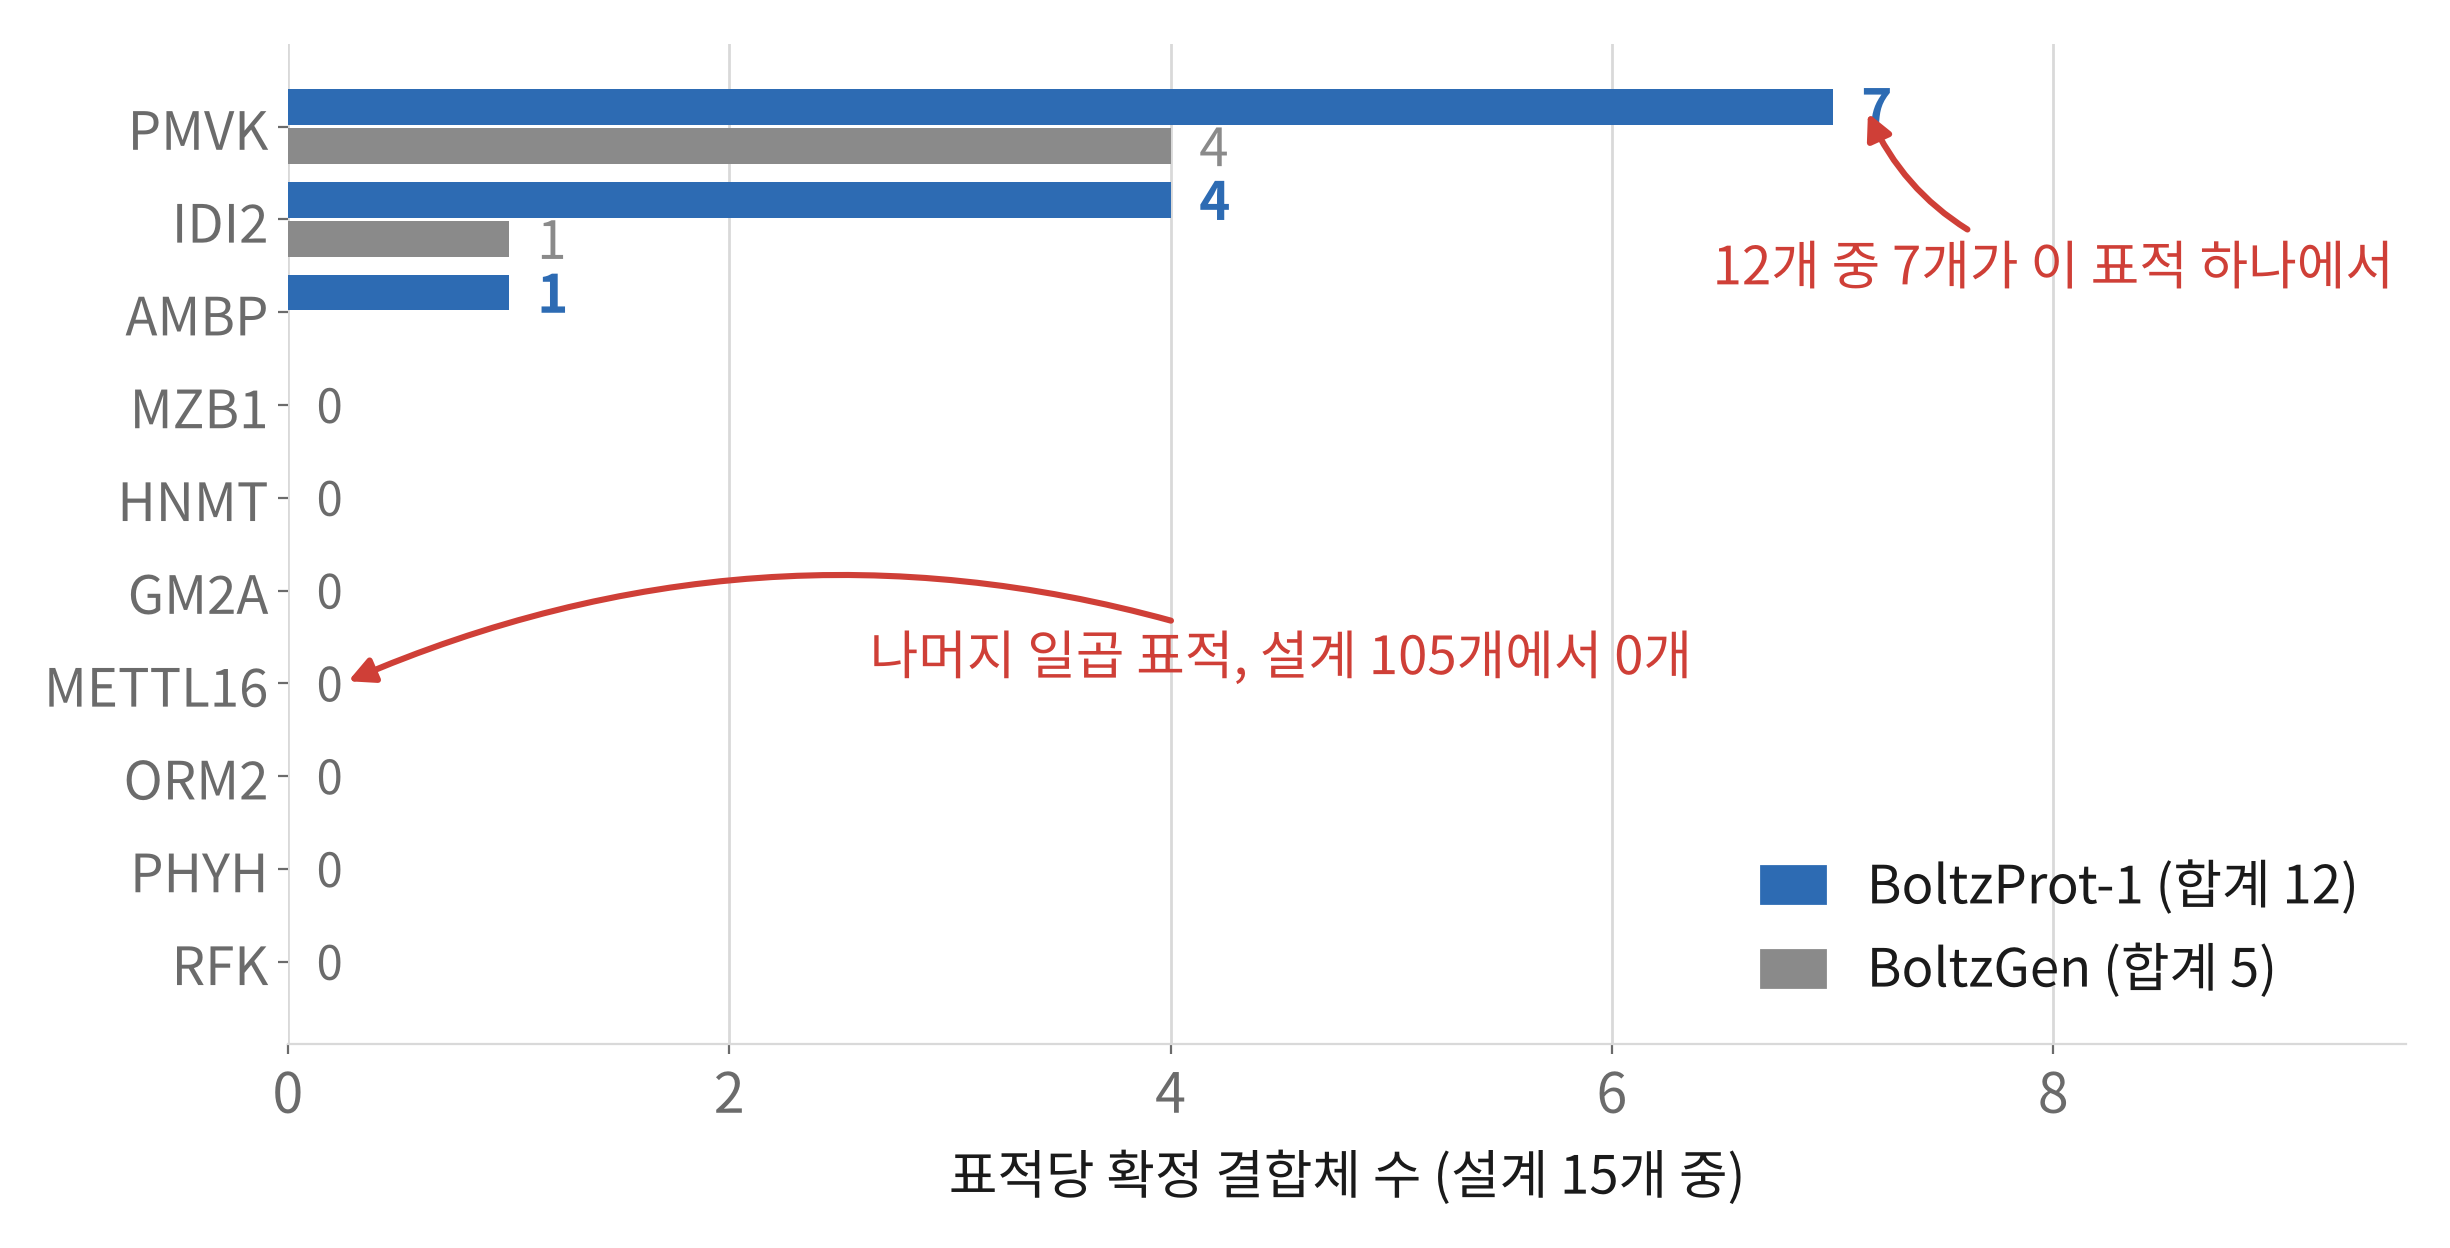 PMVK
7
4
IDI2
4
1
12개 중 7개가 이 표적 하나에서
AMBP
1
MZB1
0
HNMT
0
GM2A
0
나머지 일곱 표적, 설계 105개에서 0개
METTL16
0
ORM2
0
PHYH
0
RFK
0
BoltzProt-1 (합계 12)
BoltzGen (합계 5)
0 2 4 6 8
표적당 확정 결합체 수 (설계 15개 중)